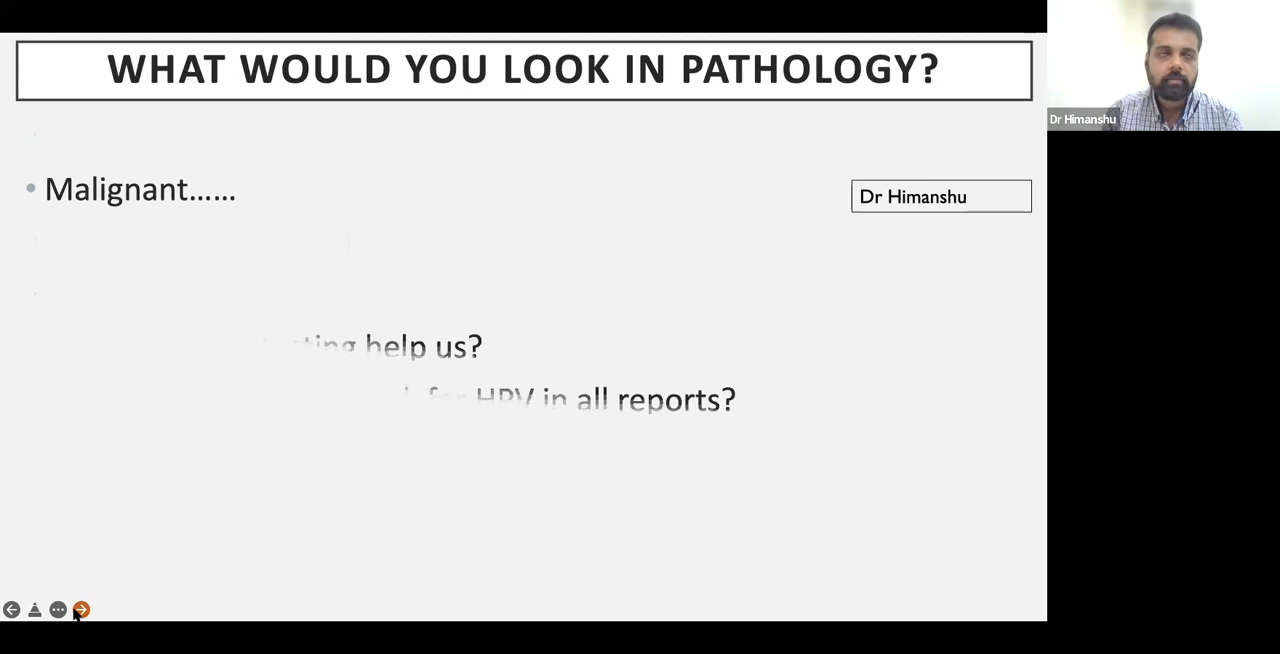 WHAT WOULD YOU LOOK IN PATHOLOGY?
Dr Himanshu
• Malignant......
Dr Himanshu
help us?
HPV in all reports?